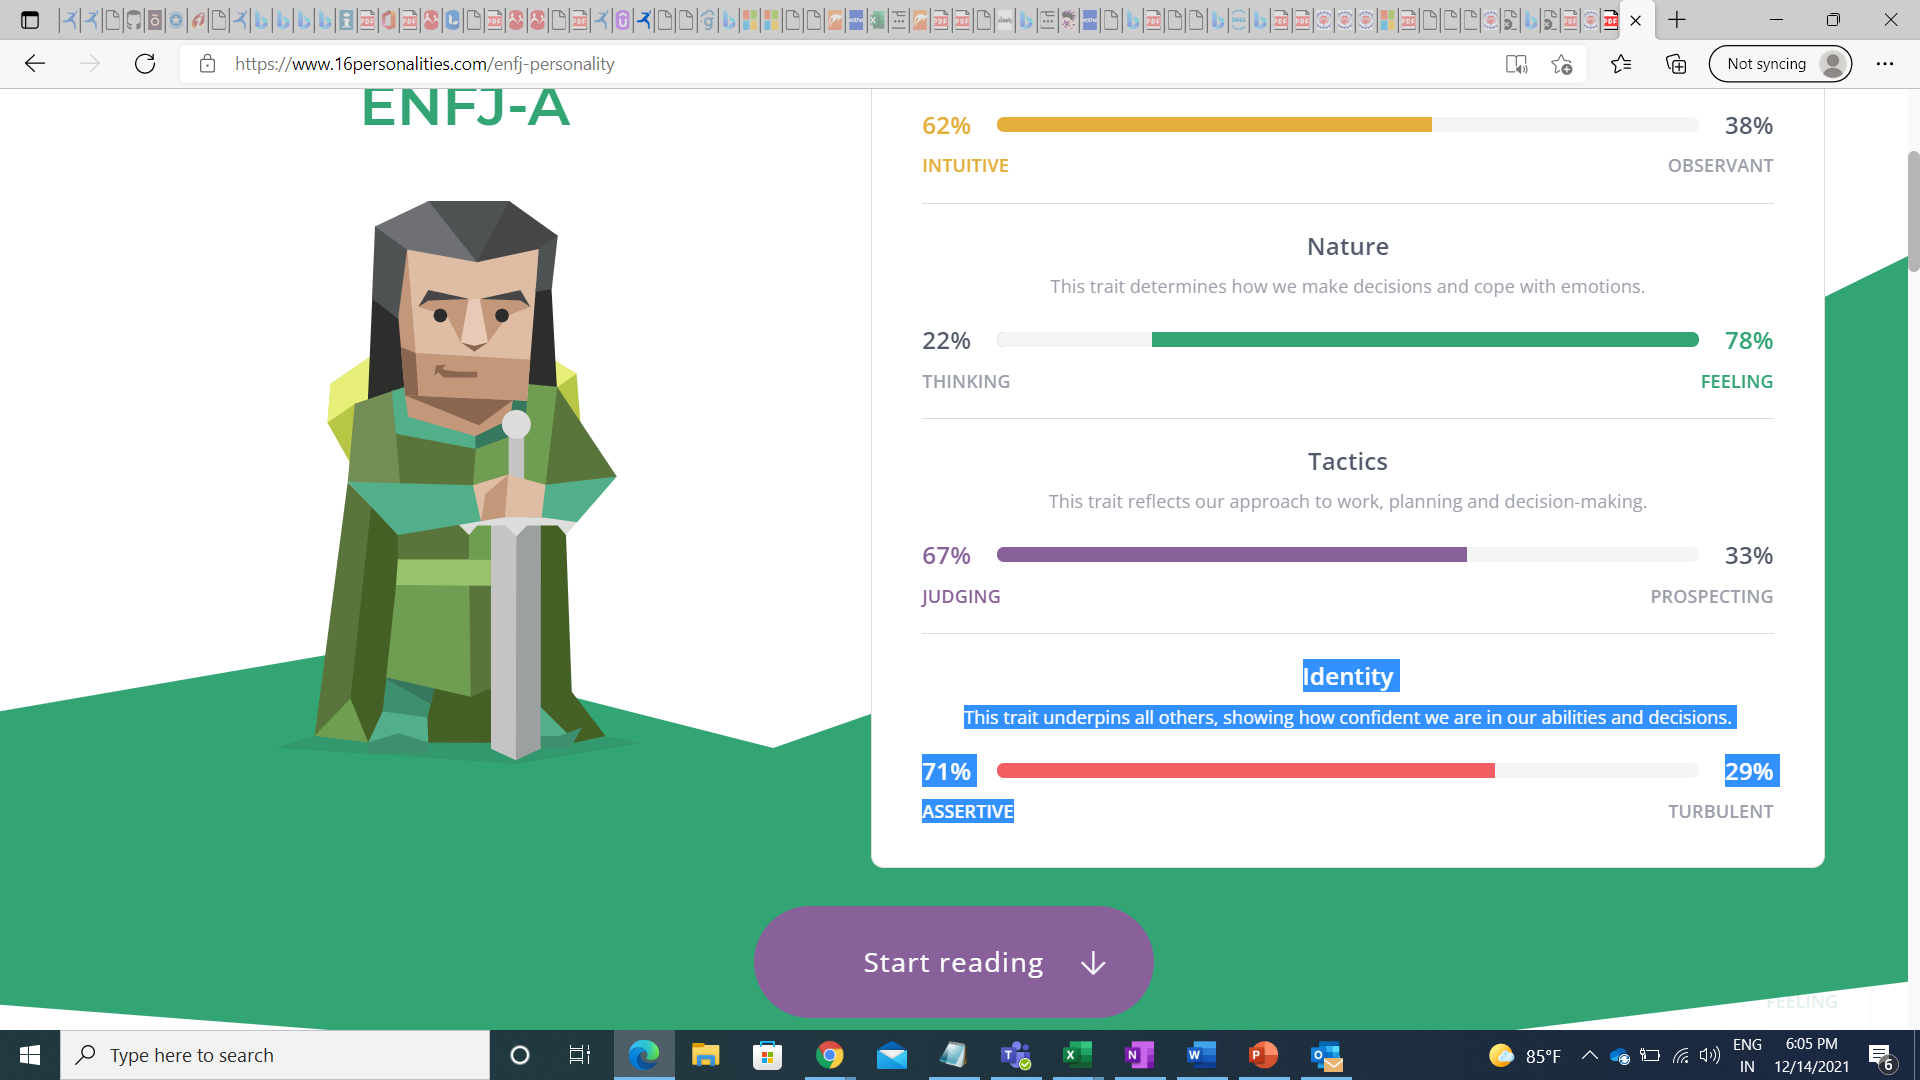 https://www.16personalities.com/enfj-personality
Not syncing
ENFJ-A
62%
38%
INTUITIVE
OBSERVANT
Nature
This trait determines how we make decisions and cope with emotions.
22%
78%
THINKING
FEELING
Tactics
This trait reflects our approach to work, planning and decision-making.
67%
33%
JUDGING
PROSPECTING
Identity
This trait underpins all others, showing how confident we are in our abilities and decisions.
71%
29%
ASSERTIVE
TURBULENT
Start reading
FEELING
Type here to search
85°F
ENG
IN
6:05 PM
12/14/2021
6